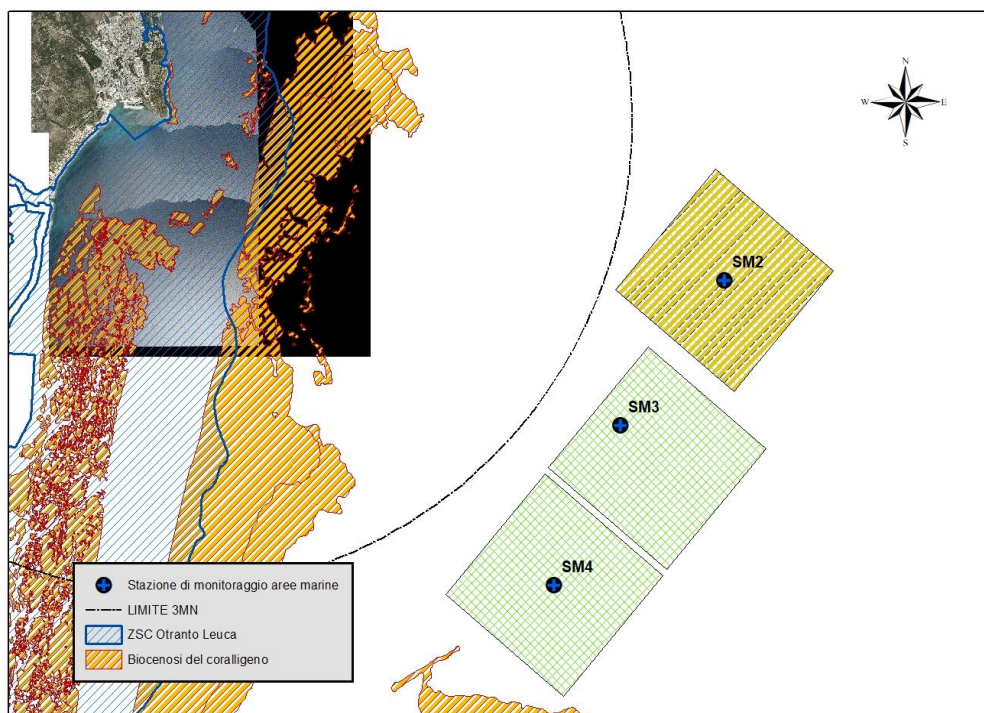 N
W E
S
SM2
SM3
SM4
Stazione di monitoraggio aree marine
LIMITE 3MN
ZSC Otranto Leuca
Biocenosi del coralligeno